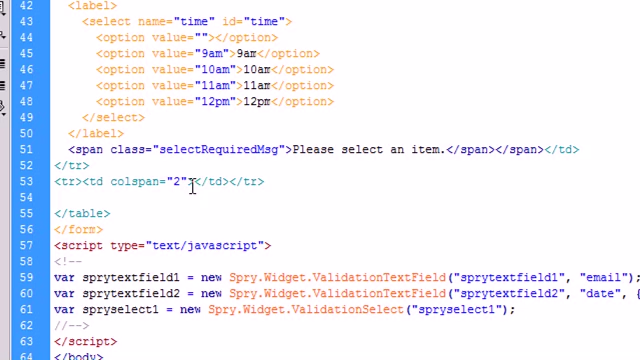 42 <label>
43 <select name="time" id="time">
44 <option value=""></option>
45 <option value="9am">9am</option>
46 <option value="10am">10am</option>
47 <option value="11am">11am</option>
48 <option value="12pm">12pm</option>
49 </select>
50 </label>
51 <span class="selectRequiredMsg">Please select an item.</span></span></td>
52 </tr>
53 <tr><td colspan="2"></td></tr>
54
55 </table>
56 </form>
57 <script type="text/javascript">
58 <!--
59 var sprytextfield1 = new Spry.Widget.ValidationTextField("sprytextfield1", "email");
60 var sprytextfield2 = new Spry.Widget.ValidationTextField("sprytextfield2", "date", {
61 var spryselect1 = new Spry.Widget.ValidationSelect("spryselect1");
62 //-->
63 </script>
64 </body>